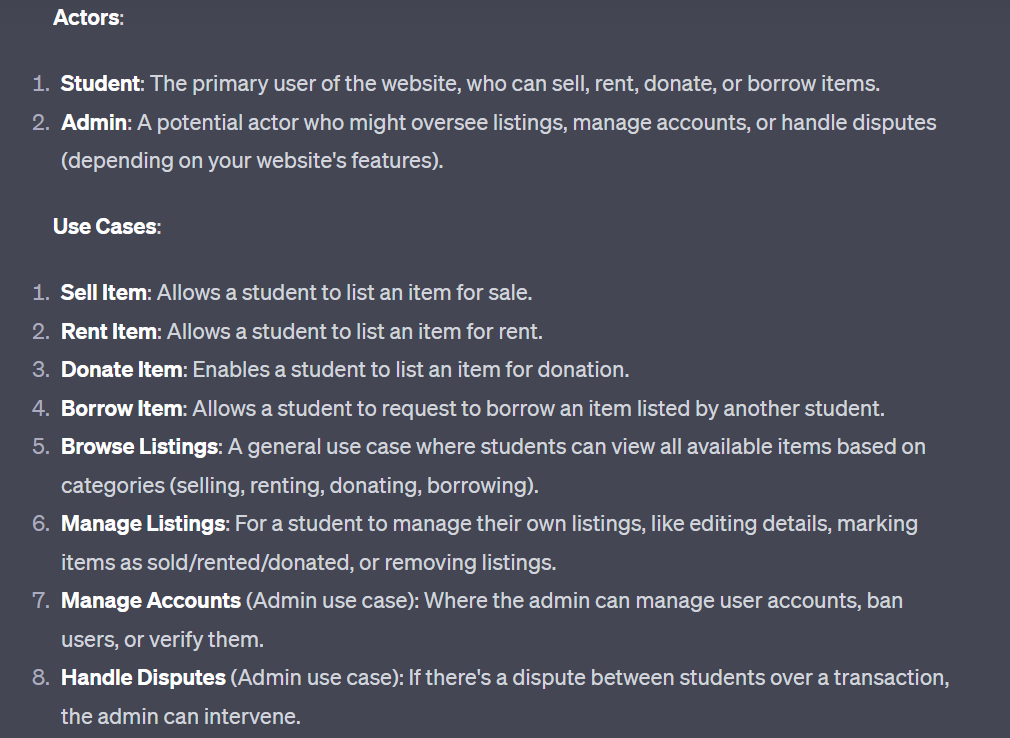 Actors:
1. Student: The primary user of the website, who can sell, rent, donate, or borrow items.
2. Admin: A potential actor who might oversee listings, manage accounts, or handle disputes
(depending on your website's features).
Use Cases:
1. Sell Item: Allows a student to list an item for sale.
2. Rent Item: Allows a student to list an item for rent.
3. Donate Item: Enables a student to list an item for donation.
4. Borrow Item: Allows a student to request to borrow an item listed by another student.
5. Browse Listings: A general use case where students can view all available items based on
categories (selling, renting, donating, borrowing).
6. Manage Listings: For a student to manage their own listings, like editing details, marking
items as sold/rented/donated, or removing listings.
7. Manage Accounts (Admin use case): Where the admin can manage user accounts, ban
users, or verify them.
8. Handle Disputes (Admin use case): If there's a dispute between students over a transaction,
the admin can intervene.